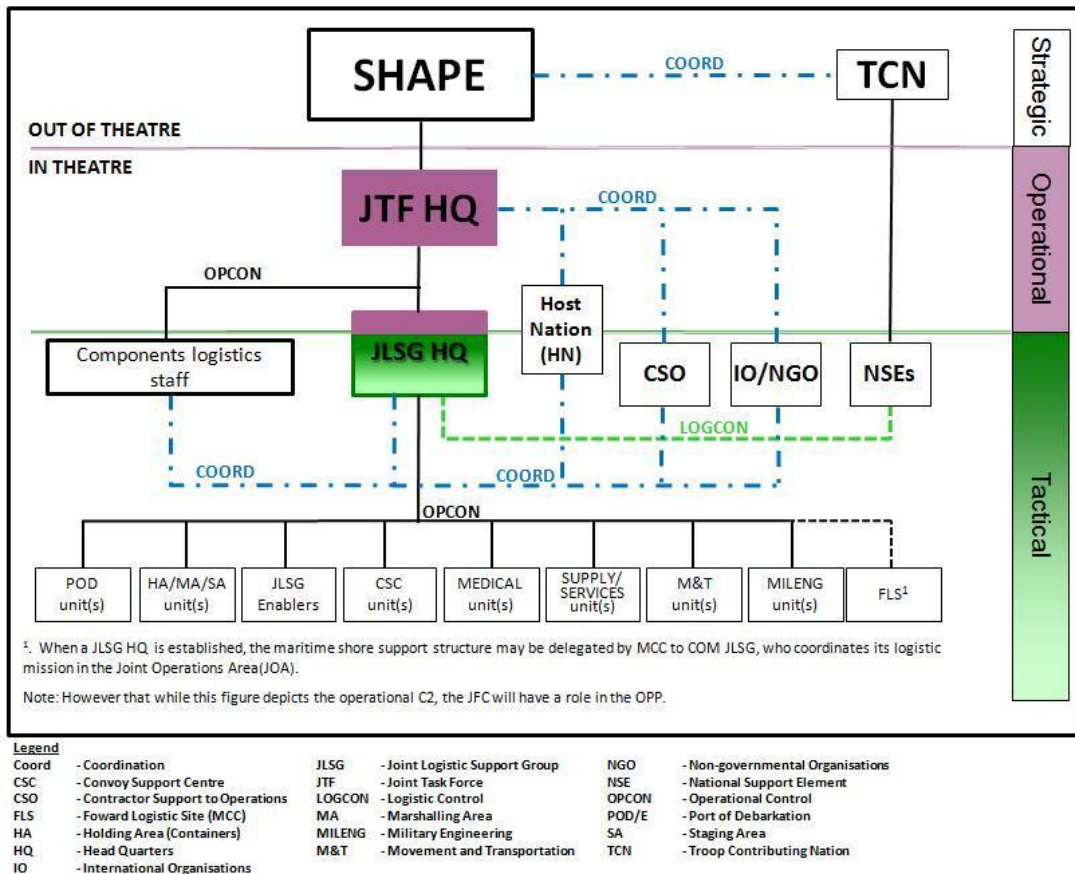 SHAPE
COORD
TCN
Strategic
OUT OF THEATRE
IN THEATRE
JTF HQ
COORD
Operational
OPCON
Host
Nation
(HN)
Components logistics
staff
JLSG HQ
CSO
IO/NGO
NSEs
LOGCON
COORD
COORD
Tactical
OPCON
POD
unit(s)
HA/MA/SA
unit(s)
JLSG
Enablers
CSC
unit(s)
MEDICAL
unit(s)
SUPPLY/
SERVICES
unit(s)
M&T
unit(s)
MILENG
unit(s)
FLS¹
¹. When a JLSG HQ is established, the maritime shore support structure may be delegated by MCC to COM JLSG, who coordinates its logistic
mission in the Joint Operations Area(JOA).
Note: However that while this figure depicts the operational C2, the JFC will have a role in the OPP.
Legend
Coord - Coordination
CSC - Convoy Support Centre
CSO - Contractor Support to Operations
FLS - Foward Logistic Site (MCC)
HA - Holding Area (Containers)
HQ - Head Quarters
IO - International Organisations
JLSG - Joint Logistic Support Group
JTF - Joint Task Force
LOGCON - Logistic Control
MA - Marshalling Area
MILENG - Military Engineering
M&T - Movement and Transportation
NGO - Non-governmental Organisations
NSE - National Support Element
OPCON - Operational Control
POD/E - Port of Debarkation
SA - Staging Area
TCN - Troop Contributing Nation